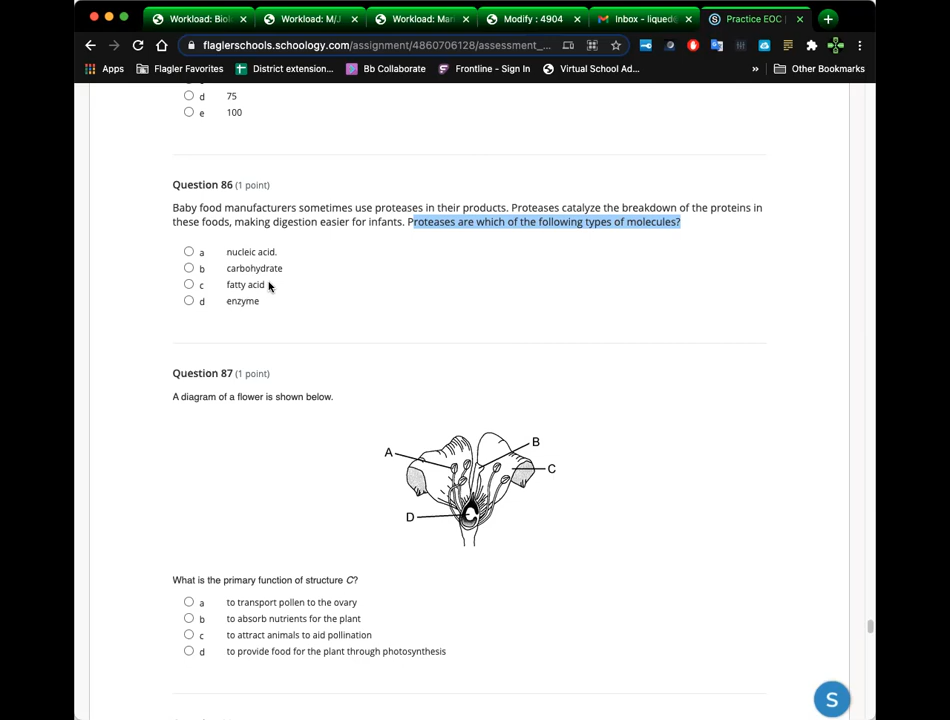 Workload: Biol
Workload: M/J
Workload: Man
Modify : 4904
Inbox - liqued@
Practice EOC |
flaglerschools.schoology.com/assignment/4860706128/assessment_...
Apps
Flagler Favorites
District extension...
Bb Collaborate
Frontline - Sign In
Virtual School Ad...
»
Other Bookmarks
d 75
e 100
Question 86 (1 point)
Baby food manufacturers sometimes use proteases in their products. Proteases catalyze the breakdown of the proteins in
these foods, making digestion easier for infants. Proteases are which of the following types of molecules?
a nucleic acid.
b carbohydrate
c fatty acid
d enzyme
Question 87 (1 point)
A diagram of a flower is shown below.
A
B
C
D
What is the primary function of structure C?
a to transport pollen to the ovary
b to absorb nutrients for the plant
c to attract animals to aid pollination
d to provide food for the plant through photosynthesis
S